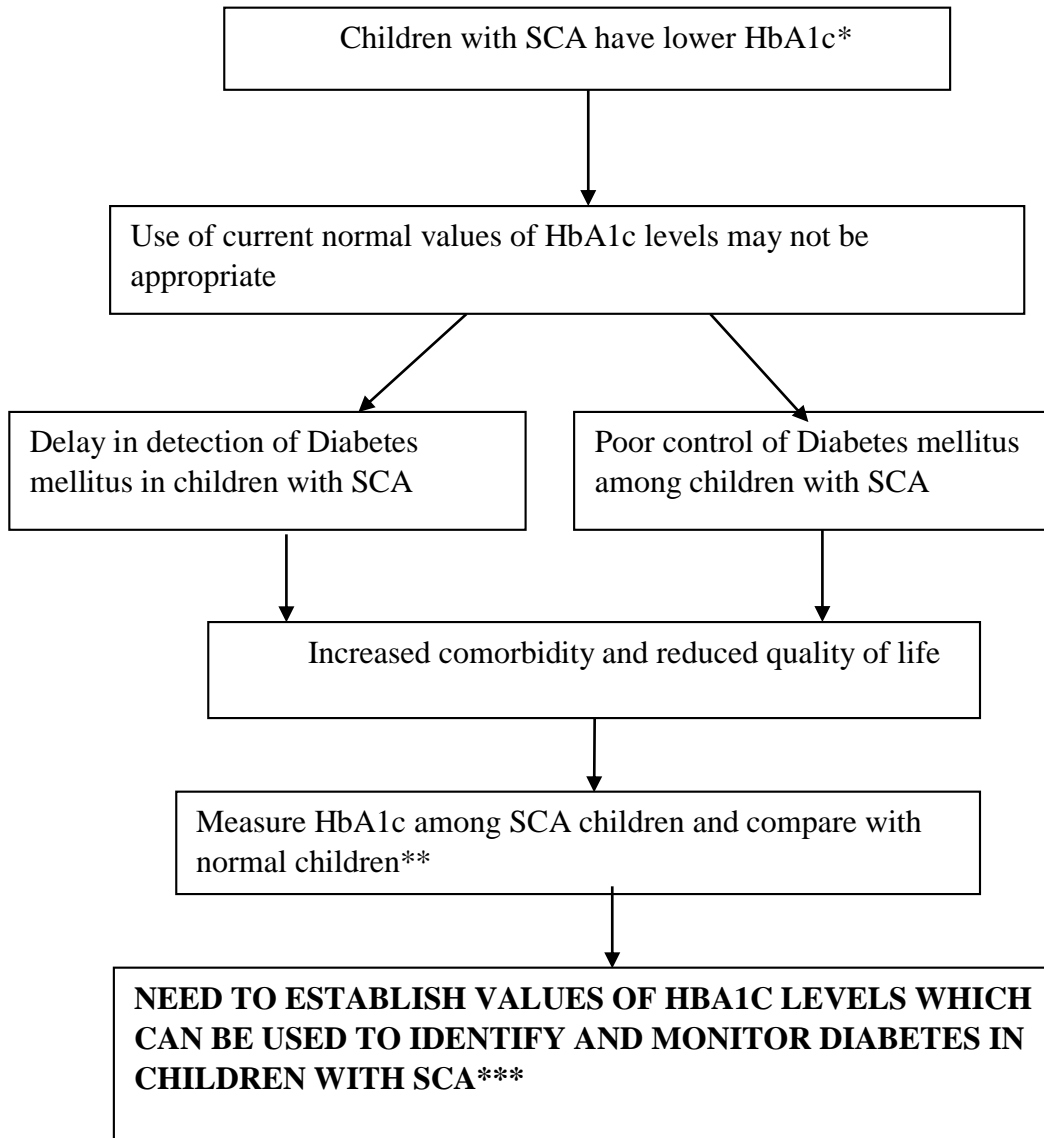 Children with SCA have lower HbA1c*
Use of current normal values of HbA1c levels may not be
appropriate
Delay in detection of Diabetes
mellitus in children with SCA
Poor control of Diabetes mellitus
among children with SCA
Increased comorbidity and reduced quality of life
Measure HbA1c among SCA children and compare with
normal children**
NEED TO ESTABLISH VALUES OF HBA1C LEVELS WHICH
CAN BE USED TO IDENTIFY AND MONITOR DIABETES IN
CHILDREN WITH SCA***